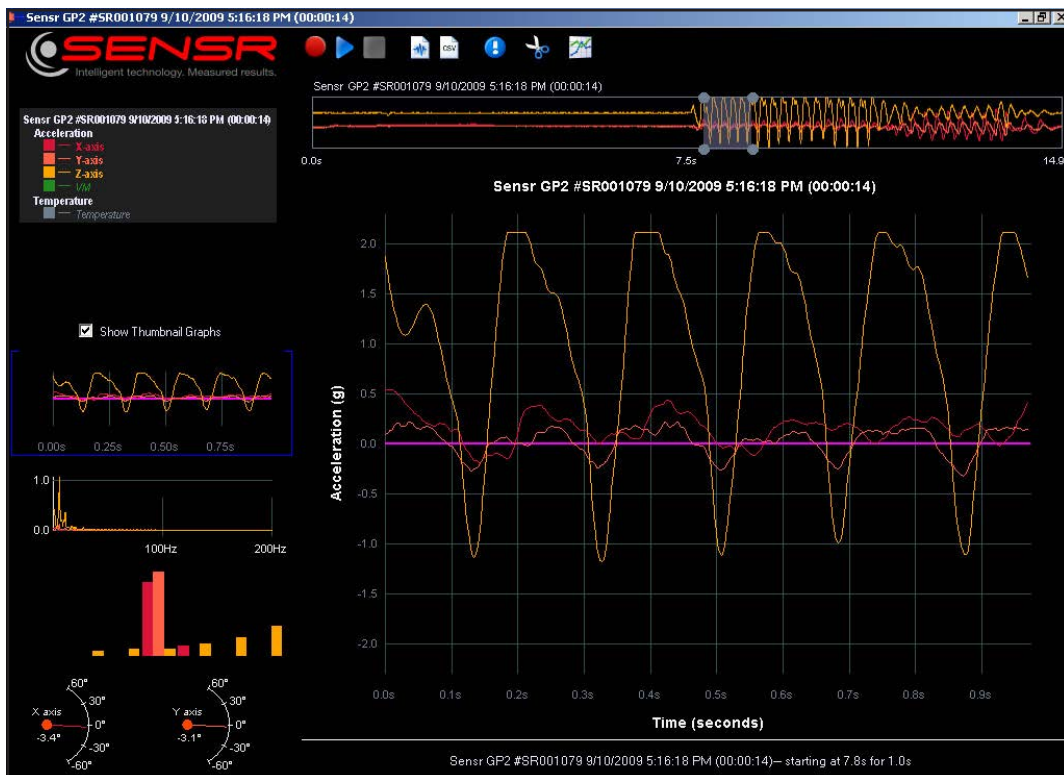 Sensr GP2 #SR001079 9/10/2009 5:16:18 PM (00:00:14)
SENSR
Intelligent technology. Measured results.
CSV
Sensr GP2 #SR001079 9/10/2009 5:16:18 PM (00:00:14)
0.0s 7.5s 14.9
Sensr GP2 #SR001079 9/10/2009 5:16:18 PM (00:00:14)
Acceleration
X-axis
Y-axis
Z-axis
VM
Temperature
Temperature
Show Thumbnail Graphs
0.00s 0.25s 0.50s 0.75s
1.0
0.0
100Hz 200Hz
60°
30°
X axis 0°
-3.4°
-30°
-60°
60°
30°
Y axis 0°
-3.1°
-30°
-60°
Sensr GP2 #SR001079 9/10/2009 5:16:18 PM (00:00:14)
2.0
1.5
1.0
0.5
0.0
-0.5
-1.0
-1.5
-2.0
Acceleration (g)
0.0s 0.1s 0.2s 0.3s 0.4s 0.5s 0.6s 0.7s 0.8s 0.9s
Time (seconds)
Sensr GP2 #SR001079 9/10/2009 5:16:18 PM (00:00:14)-- starting at 7.8s for 1.0s